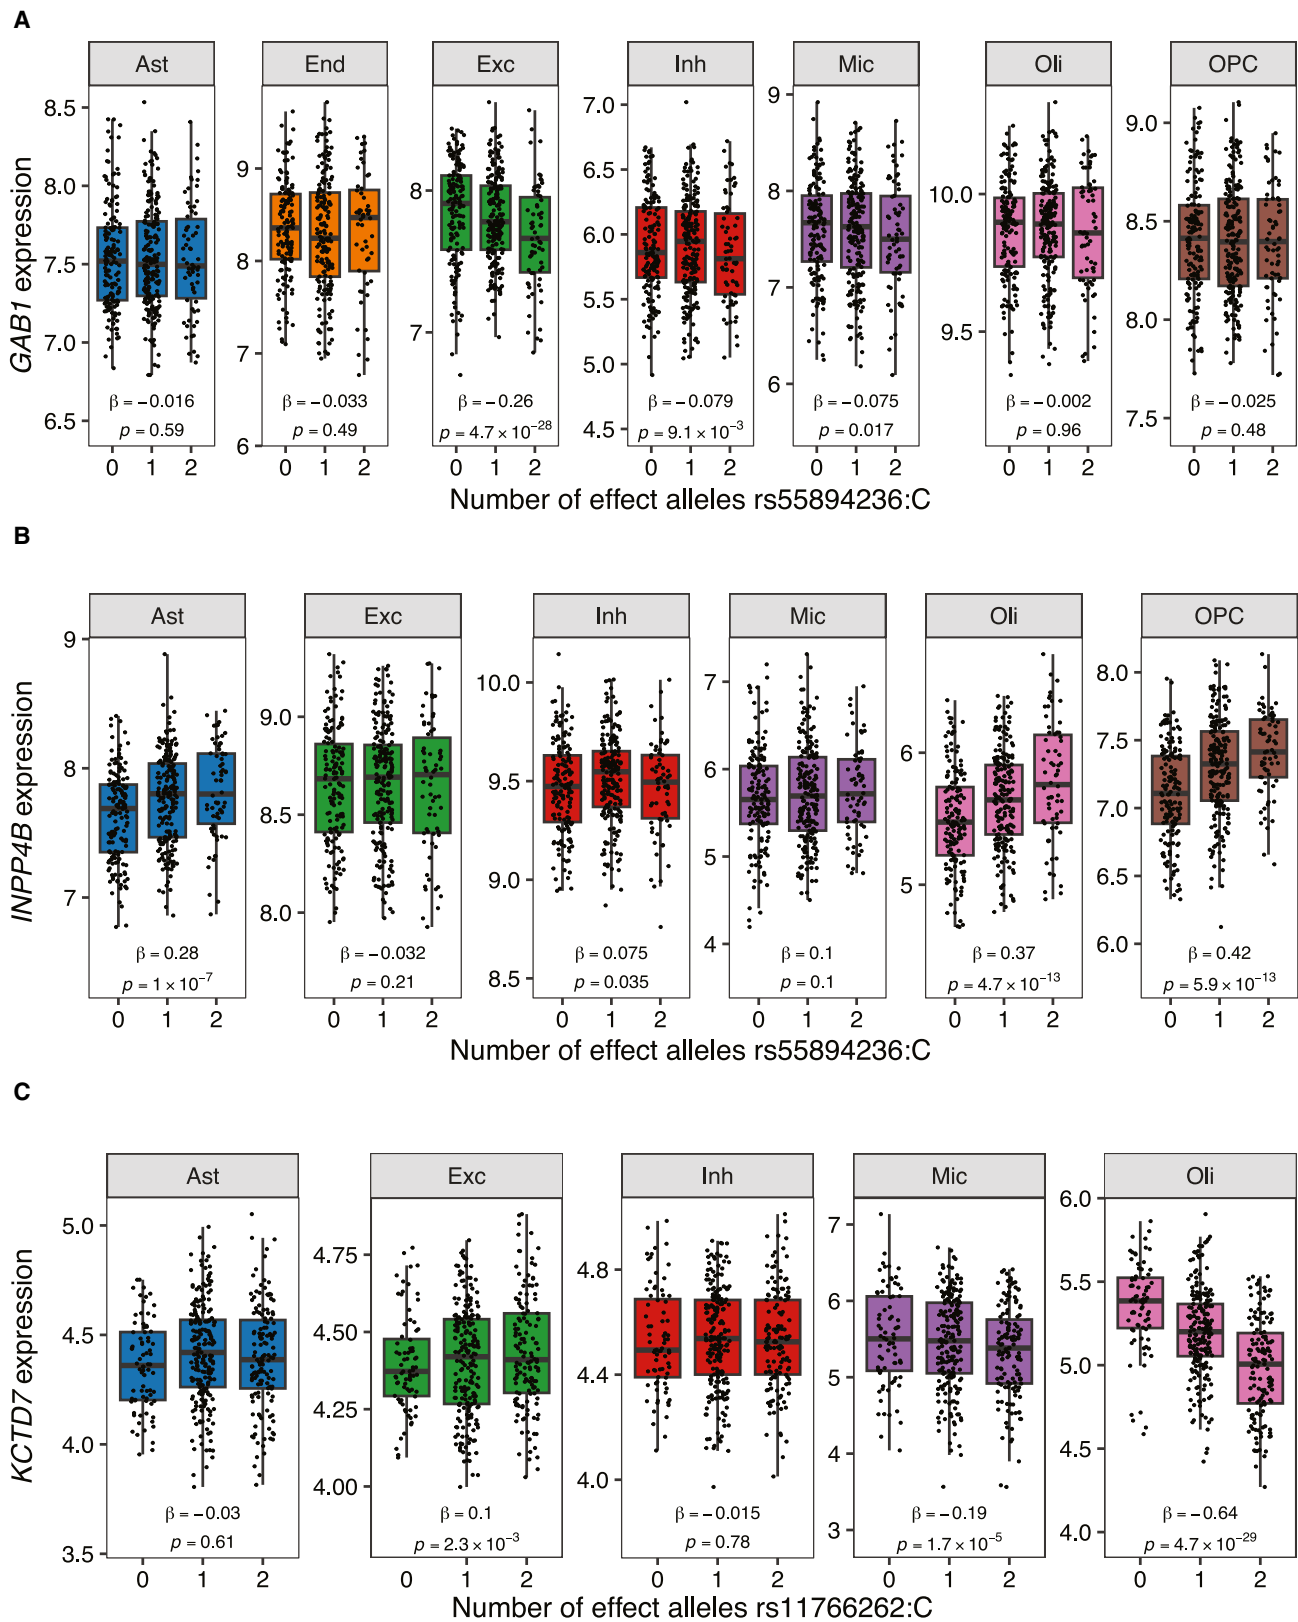 A
Ast End Exc Inh Mic Oli OPC
GAB1 expression
8.5
8.0
7.5
7.0
6.5
β = −0.016
p = 0.59
0 1 2
9
8
7
6
β = −0.033
p = 0.49
0 1 2
8
7
β = −0.26
p = 4.7 × 10⁻²⁸
0 1 2
7.0
6.5
6.0
5.5
5.0
4.5
β = −0.079
p = 9.1 × 10⁻³
0 1 2
9
8
7
6
β = −0.075
p = 0.017
0 1 2
10.0
9.5
β = −0.002
p = 0.96
0 1 2
9.0
8.5
8.0
7.5
β = −0.025
p = 0.48
0 1 2
Number of effect alleles rs55894236:C
B
Ast Exc Inh Mic Oli OPC
INPP4B expression
9
8
7
β = 0.28
p = 1 × 10⁻⁷
0 1 2
9.0
8.5
8.0
β = −0.032
p = 0.21
0 1 2
10.0
9.5
9.0
8.5
β = 0.075
p = 0.035
0 1 2
7
6
5
4
β = 0.1
p = 0.1
0 1 2
6
5
β = 0.37
p = 4.7 × 10⁻¹³
0 1 2
8.0
7.5
7.0
6.5
6.0
β = 0.42
p = 5.9 × 10⁻¹³
0 1 2
Number of effect alleles rs55894236:C
C
Ast Exc Inh Mic Oli
KCTD7 expression
5.0
4.5
4.0
3.5
β = −0.03
p = 0.61
0 1 2
4.75
4.50
4.25
4.00
β = 0.1
p = 2.3 × 10⁻³
0 1 2
4.8
4.4
4.0
β = −0.015
p = 0.78
0 1 2
7
6
5
4
3
β = −0.19
p = 1.7 × 10⁻⁵
0 1 2
6.0
5.5
5.0
4.5
4.0
β = −0.64
p = 4.7 × 10⁻²⁹
0 1 2
Number of effect alleles rs11766262:C